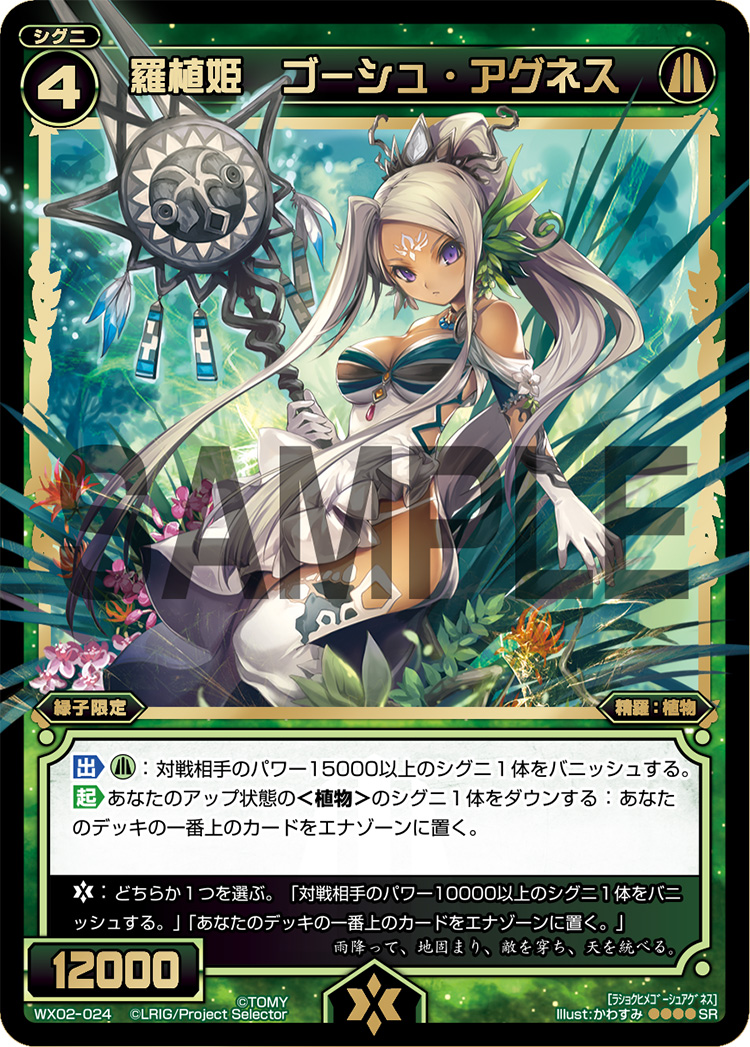 シグニ
4
羅植姫 ゴーシュ・アグネス
SAMPLE
緑子限定
精羅：植物
出 ：対戦相手のパワー15000以上のシグニ１体をバニッシュする。
起 あなたのアップ状態の＜植物＞のシグニ１体をダウンする：あなた
のデッキの一番上のカードをエナゾーンに置く。
：どちらか１つを選ぶ。「対戦相手のパワー10000以上のシグニ１体をバニ
ッシュする。」「あなたのデッキの一番上のカードをエナゾーンに置く。」
雨降って、地固まり、敵を穿ち、天を統べる。
12000
WX02-024 ©LRIG/Project Selector
©TOMY
[ﾗｼｮｸﾋﾒｺﾞｰｼｭｱｸﾞﾈｽ]
Illust:かわすみ ●●●●SR